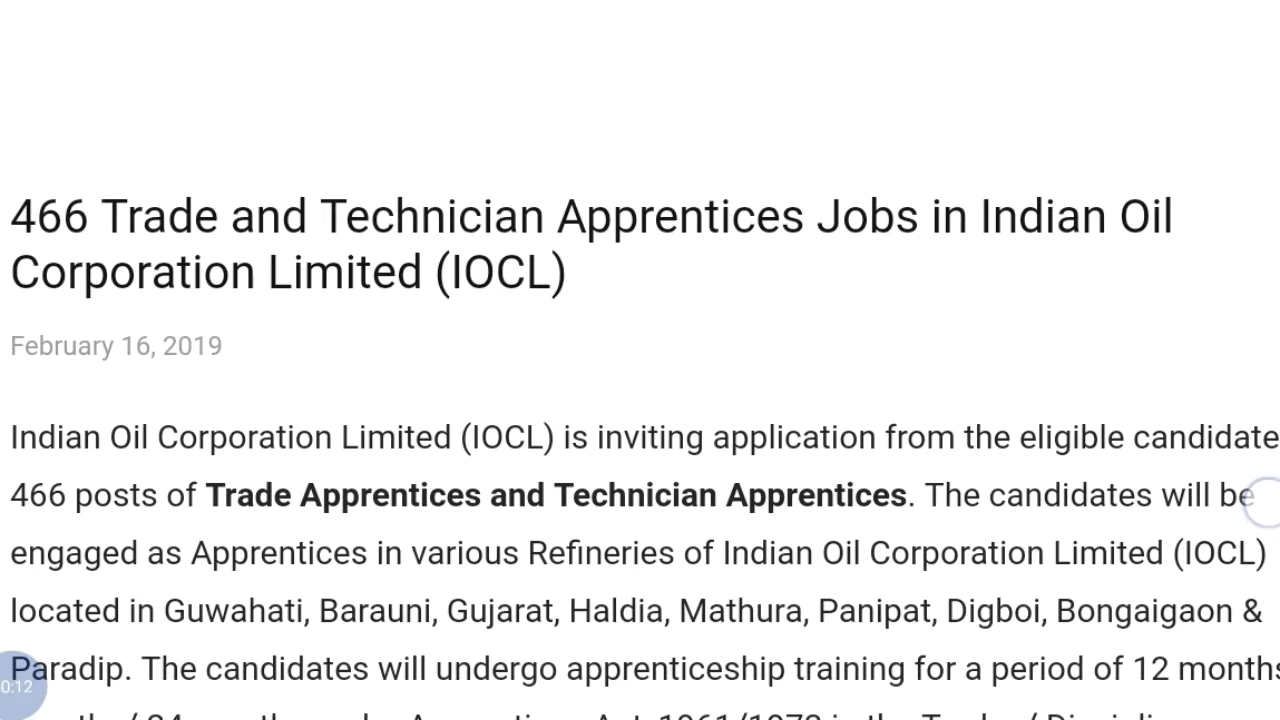 466 Trade and Technician Apprentices Jobs in Indian Oil
Corporation Limited (IOCL)
February 16, 2019
Indian Oil Corporation Limited (IOCL) is inviting application from the eligible candidate
466 posts of Trade Apprentices and Technician Apprentices. The candidates will be
engaged as Apprentices in various Refineries of Indian Oil Corporation Limited (IOCL)
located in Guwahati, Barauni, Gujarat, Haldia, Mathura, Panipat, Digboi, Bongaigaon &
Paradip. The candidates will undergo apprenticeship training for a period of 12 months
0:12